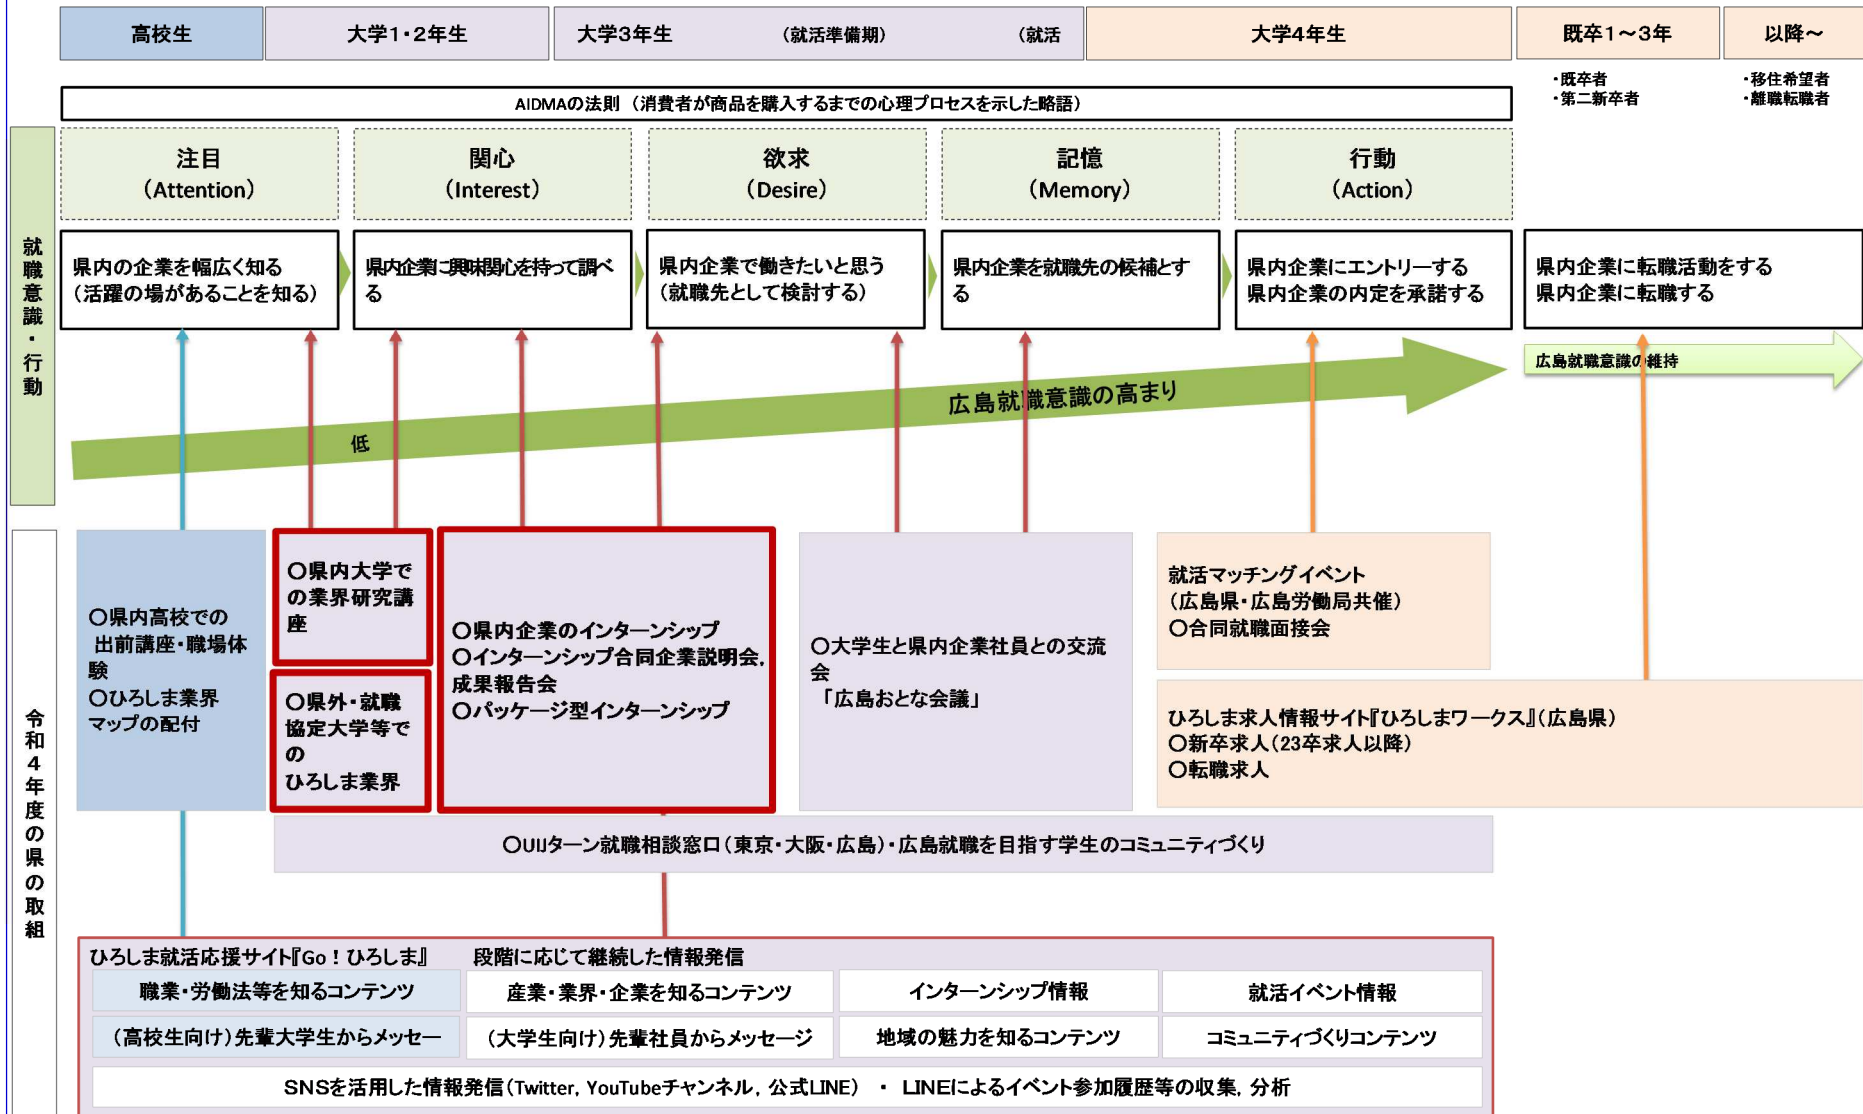 高校生
大学1・2年生
大学3年生
(就活準備期)
(就活
大学4年生
既卒1～3年
以降～
・既卒者
・第二新卒者
・移住希望者
・離職転職者
AIDMAの法則 （消費者が商品を購入するまでの心理プロセスを示した略語）
就職意識・行動
注目
（Attention）
関心
（Interest）
欲求
（Desire）
記憶
（Memory）
行動
（Action）
県内の企業を幅広く知る
（活躍の場があることを知る）
県内企業に興味関心を持って調べ
る
県内企業で働きたいと思う
（就職先として検討する）
県内企業を就職先の候補とす
る
県内企業にエントリーする
県内企業の内定を承諾する
県内企業に転職活動をする
県内企業に転職する
広島就職意識の維持
広島就職意識の高まり
低
令和４年度の県の取組
○県内高校での
出前講座・職場体
験
○ひろしま業界
マップの配付
○県内大学で
の業界研究講
座
○県外・就職
協定大学等で
の
ひろしま業界
○県内企業のインターンシップ
○インターンシップ合同企業説明会,
成果報告会
○パッケージ型インターンシップ
○大学生と県内企業社員との交流
会
「広島おとな会議」
就活マッチングイベント
（広島県・広島労働局共催）
○合同就職面接会
ひろしま求人情報サイト『ひろしまワークス』(広島県)
○新卒求人(23卒求人以降)
○転職求人
○UIJターン就職相談窓口（東京・大阪・広島）・広島就職を目指す学生のコミュニティづくり
ひろしま就活応援サイト『Go！ひろしま』　　段階に応じて継続した情報発信
職業・労働法等を知るコンテンツ
産業・業界・企業を知るコンテンツ
インターンシップ情報
就活イベント情報
（高校生向け）先輩大学生からメッセー
（大学生向け）先輩社員からメッセージ
地域の魅力を知るコンテンツ
コミュニティづくりコンテンツ
SNSを活用した情報発信（Twitter, YouTubeチャンネル, 公式LINE） ・ LINEによるイベント参加履歴等の収集, 分析